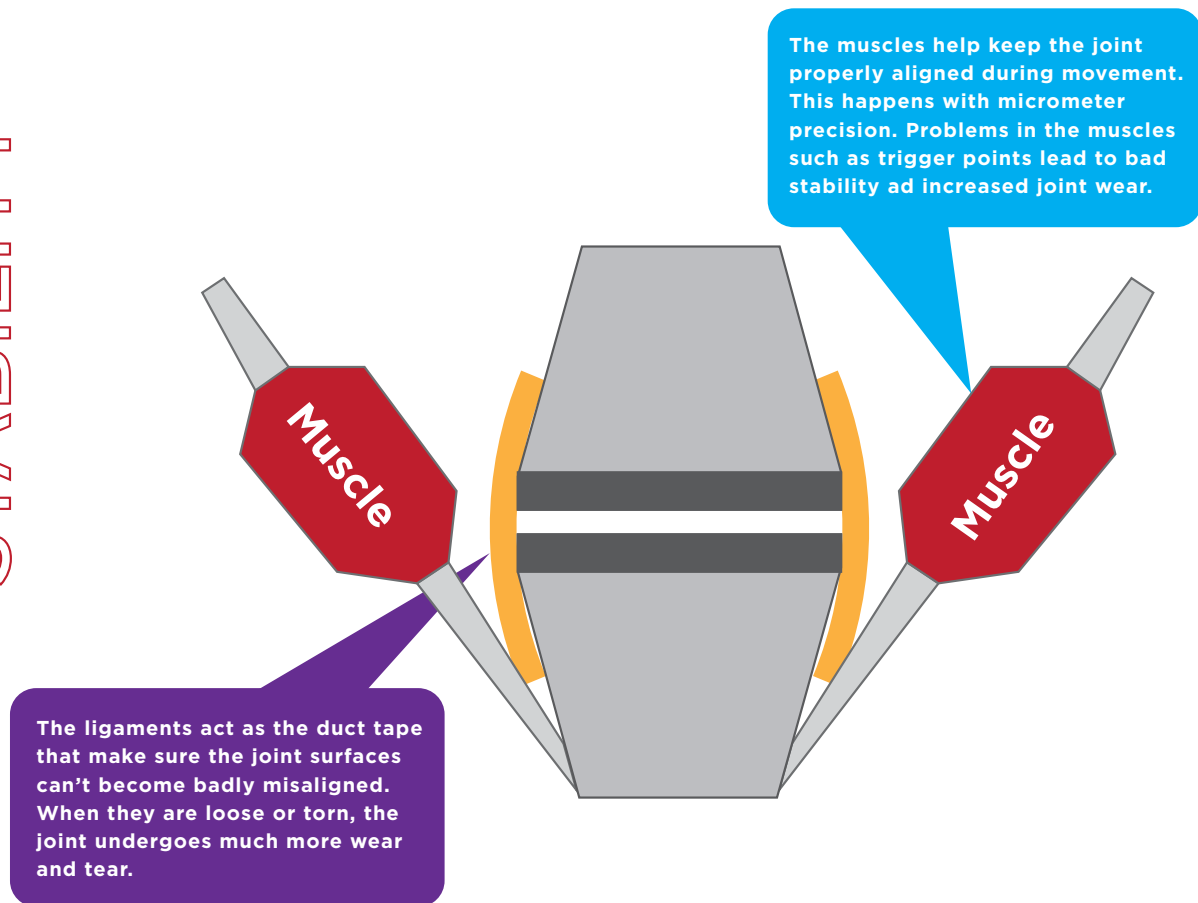 The muscles help keep the joint
properly aligned during movement.
This happens with micrometer
precision. Problems in the muscles
such as trigger points lead to bad
stability ad increased joint wear.
Muscle
Muscle
The ligaments act as the duct tape
that make sure the joint surfaces
can’t become badly misaligned.
When they are loose or torn, the
joint undergoes much more wear
and tear.